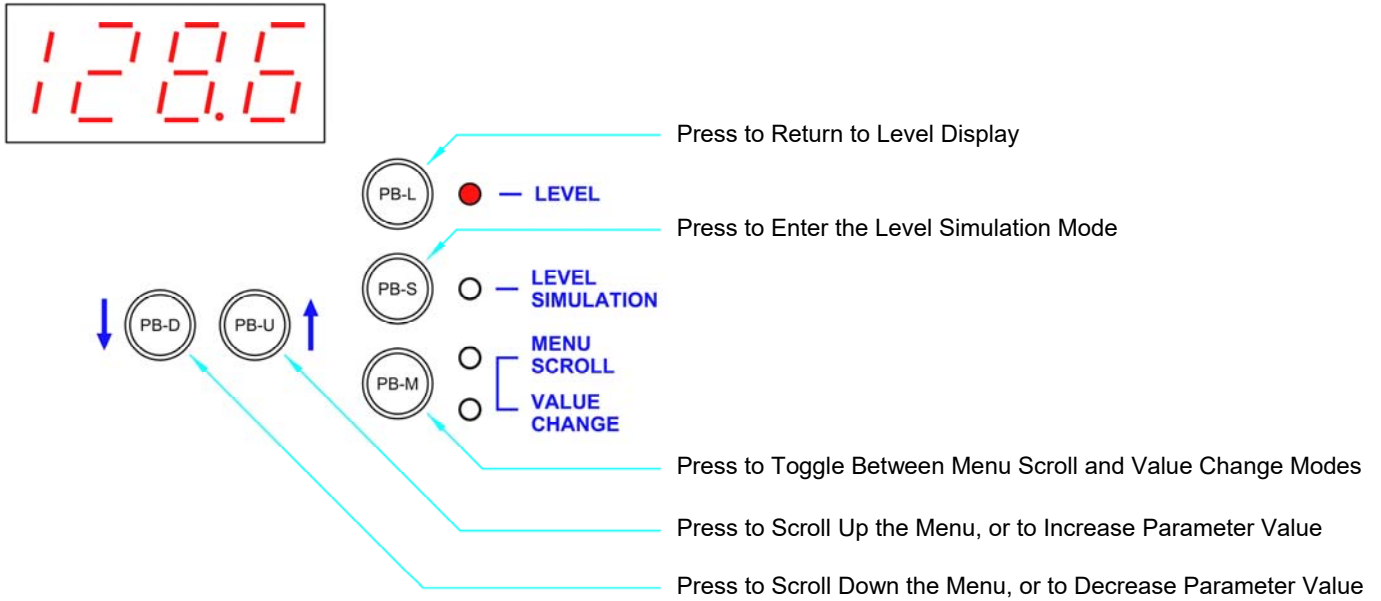 128.6
Press to Return to Level Display
PB-L
— LEVEL
Press to Enter the Level Simulation Mode
PB-S
— LEVEL
SIMULATION
PB-D
PB-U
MENU
SCROLL
PB-M
VALUE
CHANGE
Press to Toggle Between Menu Scroll and Value Change Modes
Press to Scroll Up the Menu, or to Increase Parameter Value
Press to Scroll Down the Menu, or to Decrease Parameter Value